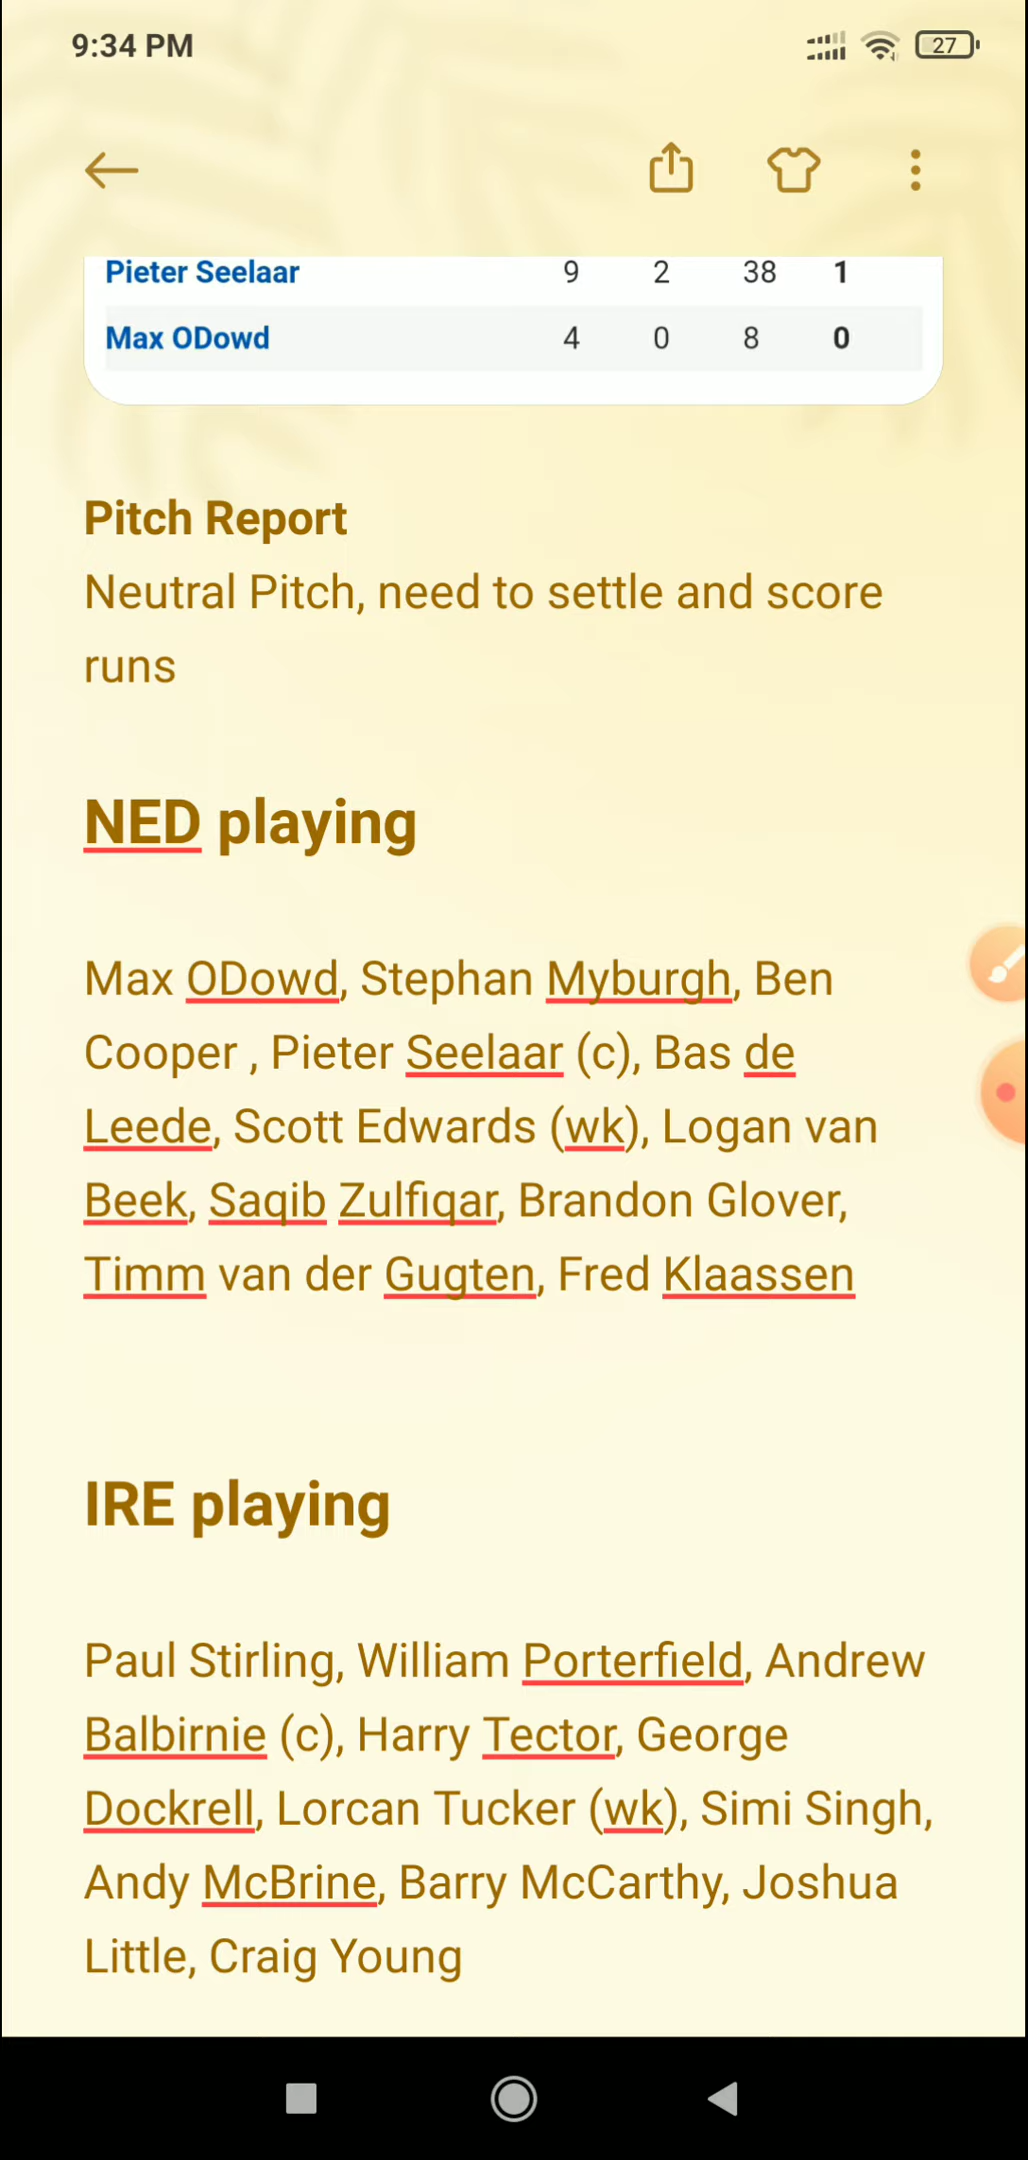 9:34 PM 27
Pieter Seelaar 9 2 38 1
Max ODowd 4 0 8 0
Pitch Report
Neutral Pitch, need to settle and score
runs
NED playing
Max ODowd, Stephan Myburgh, Ben
Cooper , Pieter Seelaar (c), Bas de
Leede, Scott Edwards (wk), Logan van
Beek, Saqib Zulfiqar, Brandon Glover,
Timm van der Gugten, Fred Klaassen
IRE playing
Paul Stirling, William Porterfield, Andrew
Balbirnie (c), Harry Tector, George
Dockrell, Lorcan Tucker (wk), Simi Singh,
Andy McBrine, Barry McCarthy, Joshua
Little, Craig Young